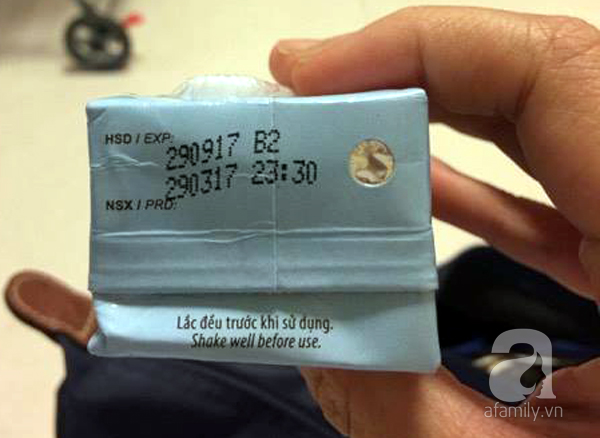 HSD / EXP:
290917 B2
290317 23:30
NSX / PRD:
Lắc đều trước khi sử dụng.
Shake well before use.
a
afamily.vn